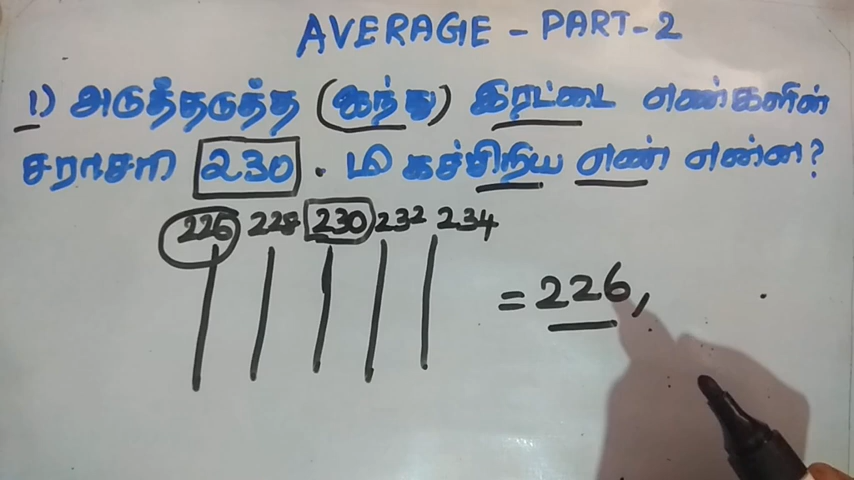 AVERAGE - PART-2
1) அடுத்தடுத்த (ஐந்து) இரட்டை எண்களின்
சராசரி 230. மிகச்சிறிய எண் என்ன?
226 228 230 232 234
= 226,